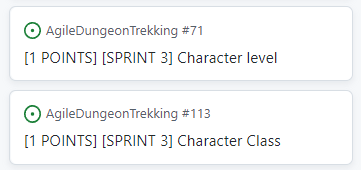 AgileDungeonTrekking #71
[1 POINTS] [SPRINT 3] Character level
AgileDungeonTrekking #113
[1 POINTS] [SPRINT 3] Character Class